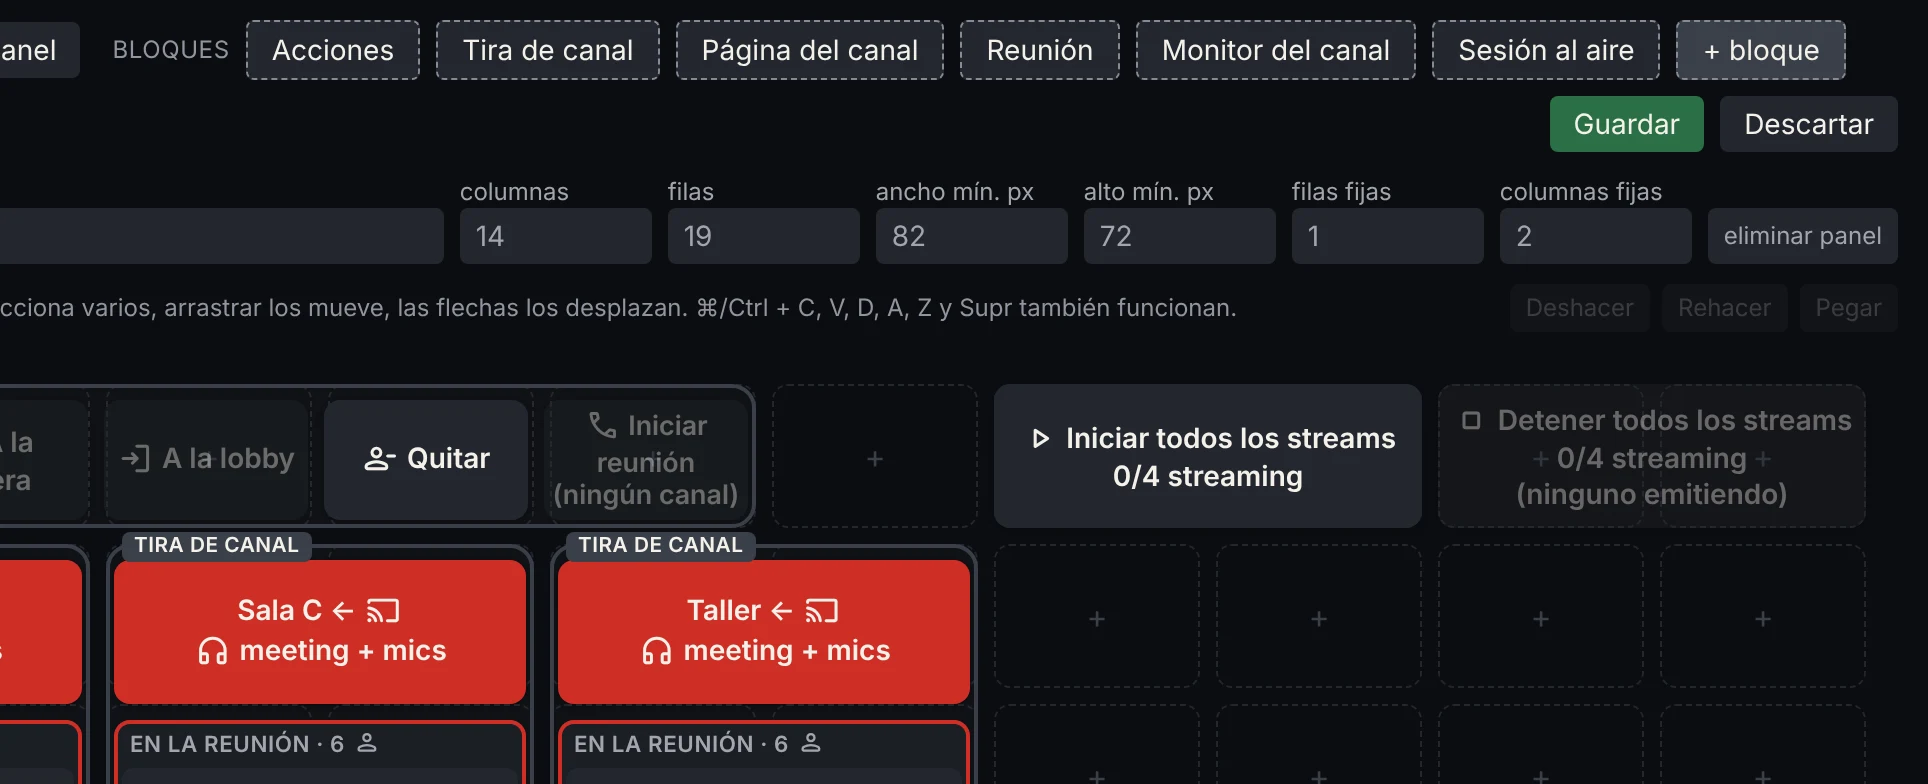 anel BLOQUES Acciones Tira de canal Página del canal Reunión Monitor del canal Sesión al aire + bloque
Guardar Descartar
columnas filas ancho mín. px alto mín. px filas fijas columnas fijas
14 19 82 72 1 2 eliminar panel
cciona varios, arrastrar los mueve, las flechas los desplazan. ⌘/Ctrl + C, V, D, A, Z y Supr también funcionan. Deshacer Rehacer Pegar
la
era
A la lobby
Quitar
Iniciar
reunión
(ningún canal)
+
Iniciar todos los streams
0/4 streaming
Detener todos los streams
+ 0/4 streaming +
(ninguno emitiendo)
TIRA DE CANAL TIRA DE CANAL
s
Sala C ←
meeting + mics
Taller ←
meeting + mics
+ + + +
EN LA REUNIÓN · 6 EN LA REUNIÓN · 6
+ + + +